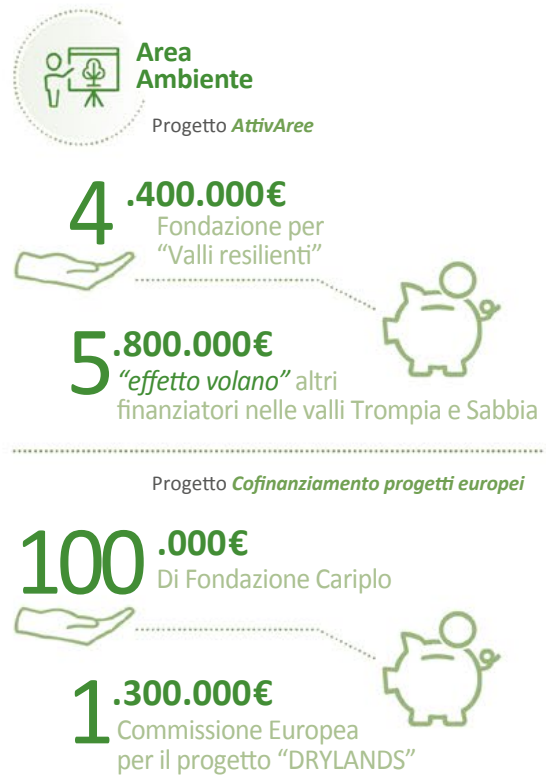 Area
Ambiente
Progetto AttivAree
4.400.000€
Fondazione per
“Valli resilienti”
5.800.000€
“effetto volano” altri
finanziatori nelle valli Trompia e Sabbia
Progetto Cofinanziamento progetti europei
100.000€
Di Fondazione Cariplo
1.300.000€
Commissione Europea
per il progetto “DRYLANDS”